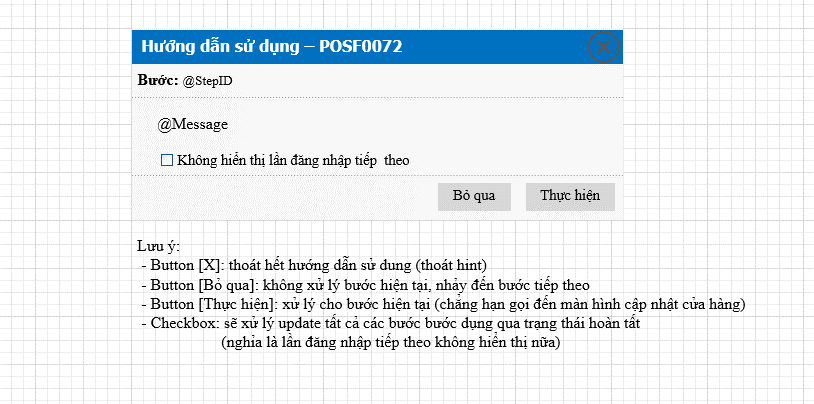 Hướng dẫn sử dụng – POSF0072
Bước: @StepID
@Message
Không hiển thị lần đăng nhập tiếp theo
Bỏ qua
Thực hiện
Lưu ý:
- Button [X]: thoát hết hướng dẫn sử dung (thoát hint)
- Button [Bỏ qua]: không xử lý bước hiện tại, nhảy đến bước tiếp theo
- Button [Thực hiện]: xử lý cho bước hiện tại (chẳng hạn gọi đến màn hình cập nhật cửa hàng)
- Checkbox: sẽ xử lý update tất cả các bước bước dụng qua trạng thái hoàn tất
(nghĩa là lần đăng nhập tiếp theo không hiển thị nữa)